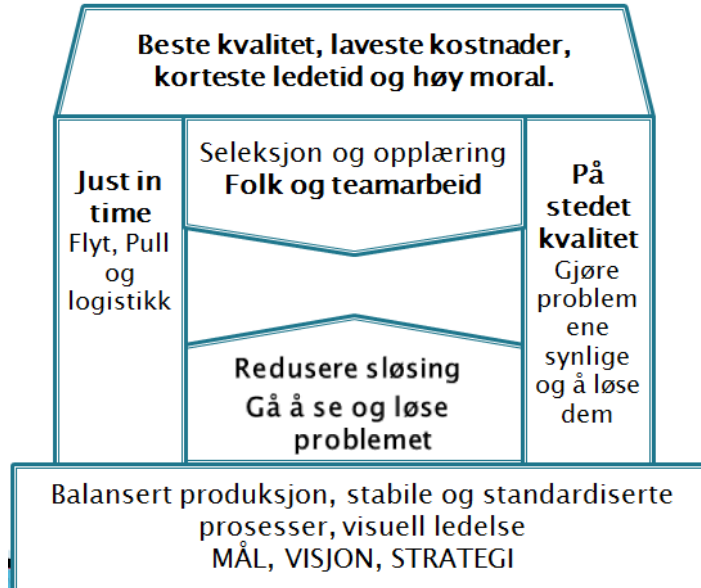 Beste kvalitet, laveste kostnader,
korteste ledetid og høy moral.
Just in
time
Flyt, Pull
og
logistikk
Seleksjon og opplæring
Folk og teamarbeid
Redusere sløsing
Gå å se og løse
problemet
På
stedet
kvalitet
Gjøre
problem
ene
synlige
og å løse
dem
Balansert produksjon, stabile og standardiserte
prosesser, visuell ledelse
MÅL, VISJON, STRATEGI